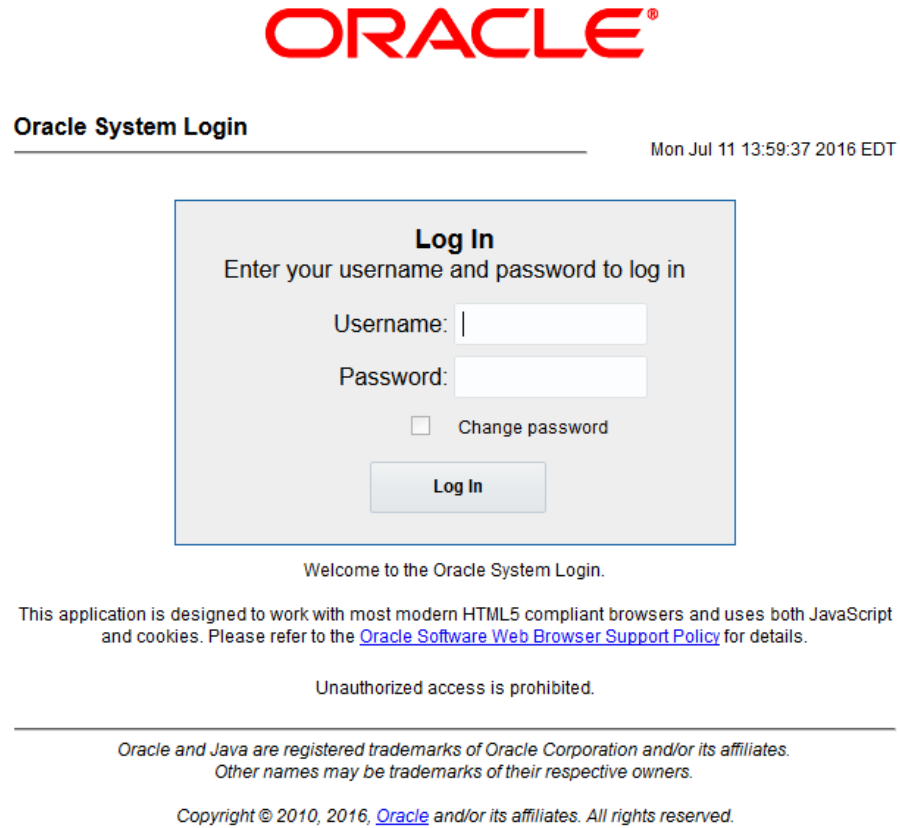 ORACLE®
Oracle System Login
Mon Jul 11 13:59:37 2016 EDT
Log In
Enter your username and password to log in
Username:
Password:
Change password
Log In
Welcome to the Oracle System Login.
This application is designed to work with most modern HTML5 compliant browsers and uses both JavaScript
and cookies. Please refer to the Oracle Software Web Browser Support Policy for details.
Unauthorized access is prohibited.
Oracle and Java are registered trademarks of Oracle Corporation and/or its affiliates.
Other names may be trademarks of their respective owners.
Copyright © 2010, 2016, Oracle and/or its affiliates. All rights reserved.